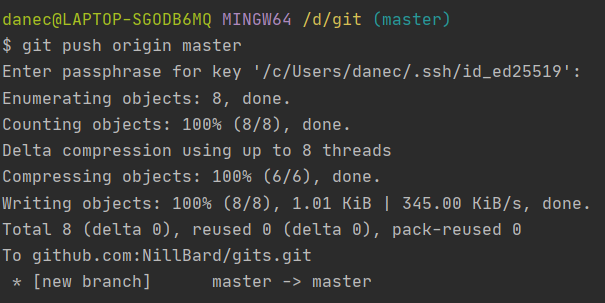 danec@LAPTOP-SGODB6MQ MINGW64 /d/git (master)
$ git push origin master
Enter passphrase for key '/c/Users/danec/.ssh/id_ed25519':
Enumerating objects: 8, done.
Counting objects: 100% (8/8), done.
Delta compression using up to 8 threads
Compressing objects: 100% (6/6), done.
Writing objects: 100% (8/8), 1.01 KiB | 345.00 KiB/s, done.
Total 8 (delta 0), reused 0 (delta 0), pack-reused 0
To github.com:NillBard/gits.git
 * [new branch]      master -> master